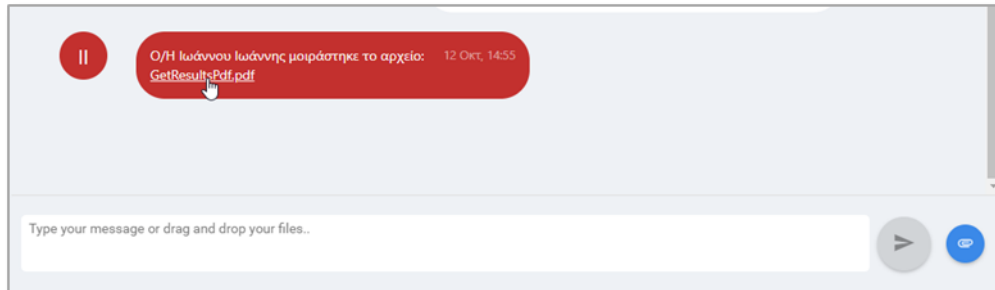 ΙΙ
Ο/Η Ιωάννου Ιωάννης μοιράστηκε το αρχείο: 12 Οκτ, 14:55
GetResultsPdf.pdf
Type your message or drag and drop your files..